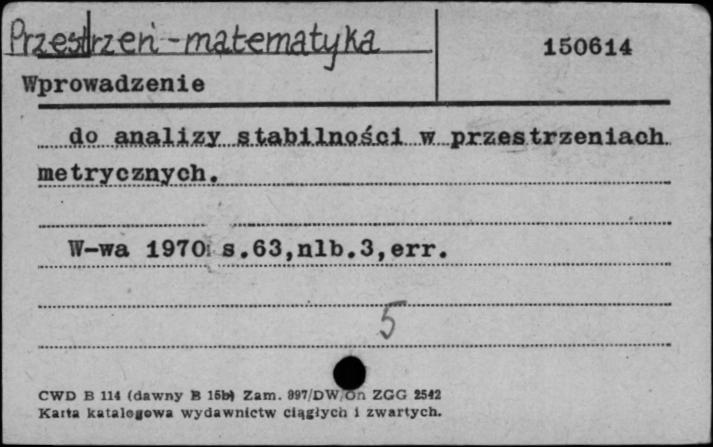 Przestrzeń - matematyka
150614
Wprowadzenie
do analizy stabilności w przestrzeniach
metrycznych.
W-wa 1970 s.63,nlb.3,err.
5
CWD B 114 (dawny B 15b) Zam. 897/DW/on ZGG 2542
Karta katalogowa wydawnictw ciągłych i zwartych.